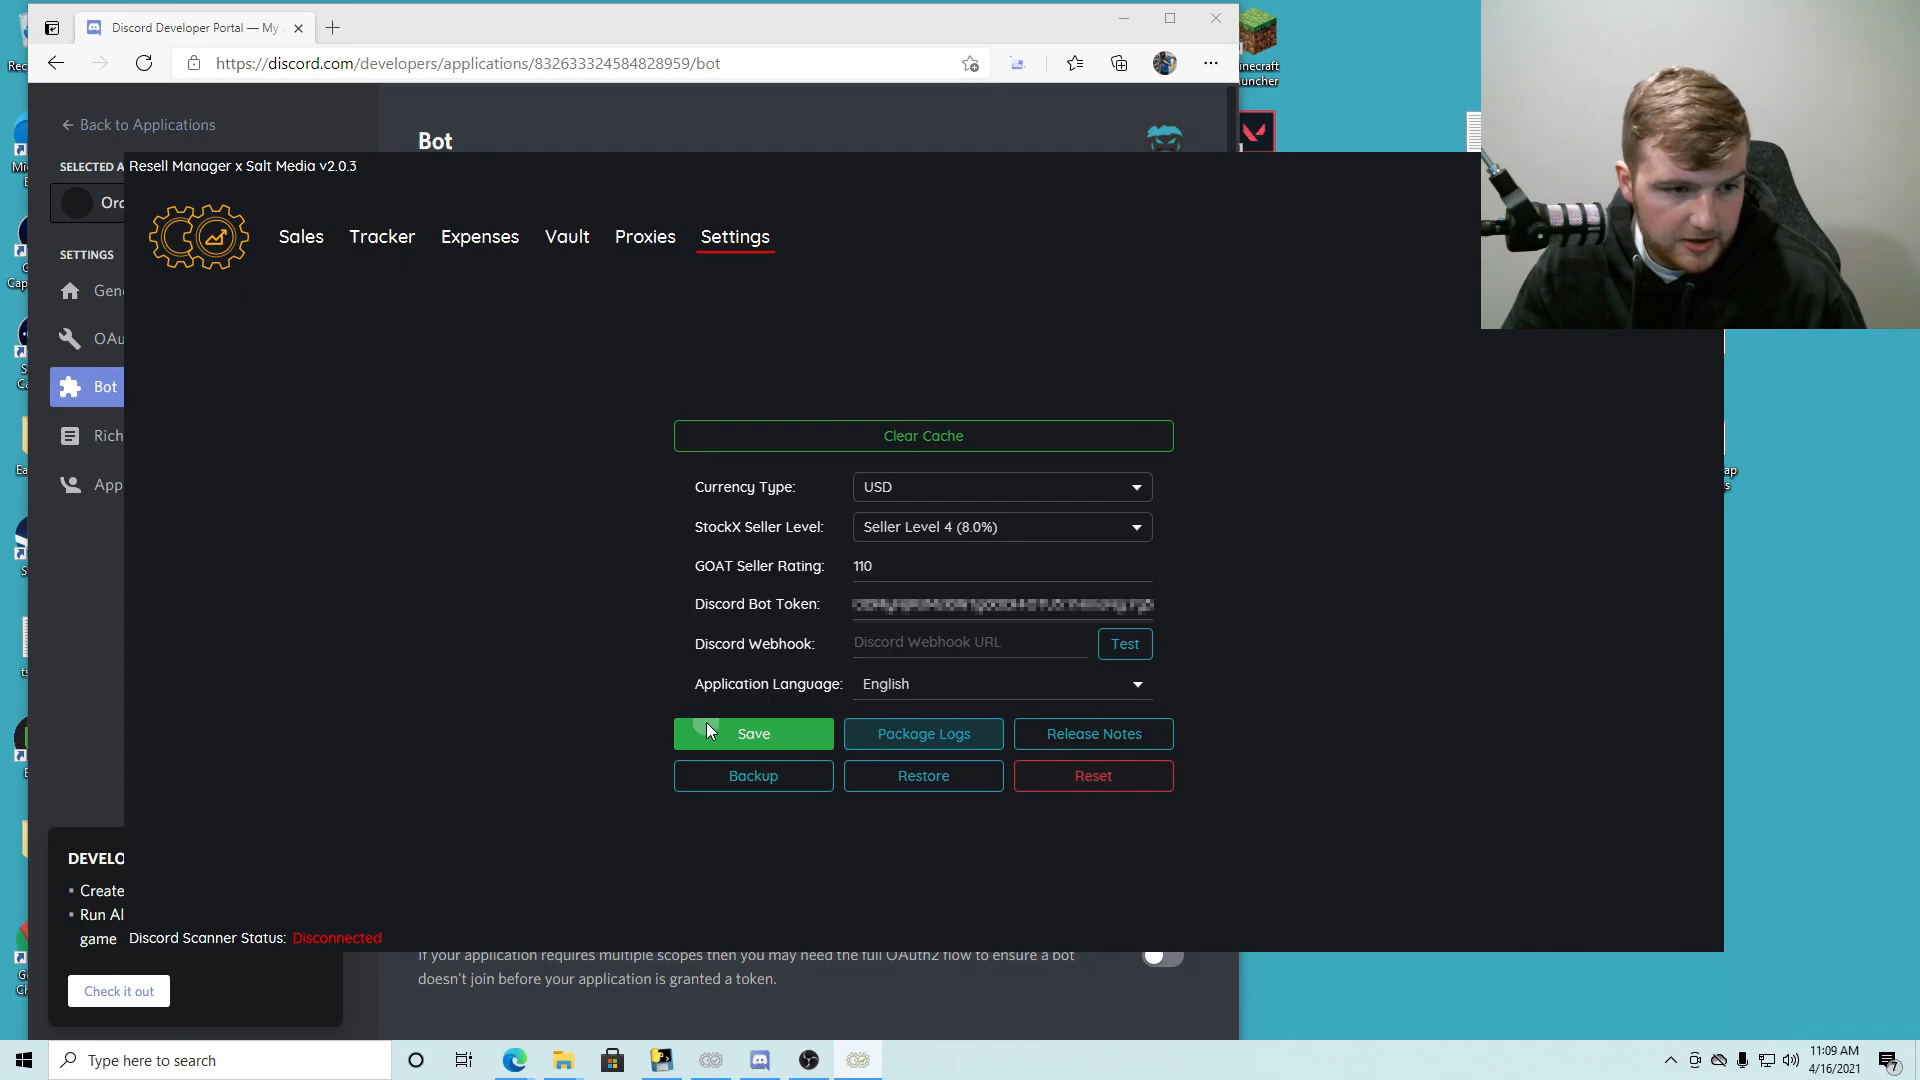 Discord Developer Portal — My
https://discord.com/developers/applications/832633324584828959/bot
Back to Applications
Bot
SELECTED A
Resell Manager x Salt Media v2.0.3
Sales Tracker Expenses Vault Proxies Settings
SETTINGS
Gene
OAu
Bot
Rich
App
Clear Cache
Currency Type: USD
StockX Seller Level: Seller Level 4 (8.0%)
GOAT Seller Rating: 110
Discord Bot Token:
Discord Webhook: Discord Webhook URL Test
Application Language: English
Save Package Logs Release Notes
Backup Restore Reset
DEVELO
Create
Run Al
game
Discord Scanner Status: Disconnected
If your application requires multiple scopes then you may need the full OAuth2 flow to ensure a bot
doesn't join before your application is granted a token.
Check it out
Type here to search
11:09 AM
4/16/2021
7